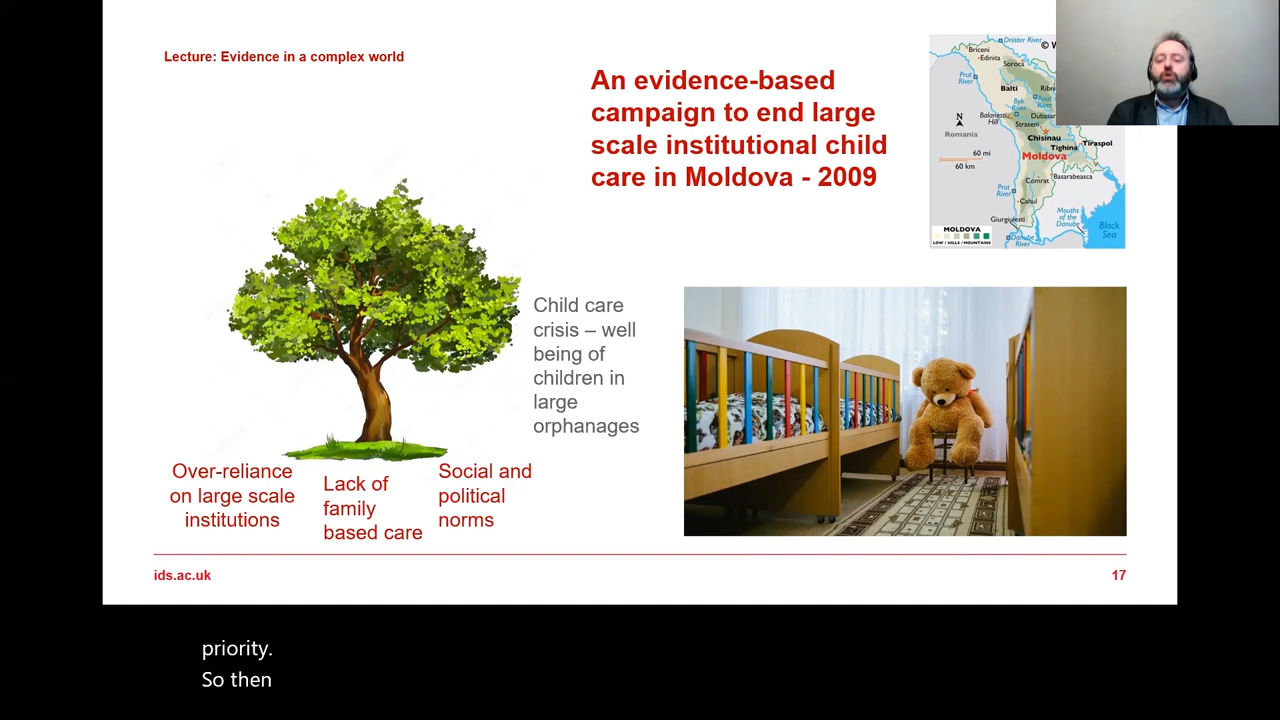 Lecture: Evidence in a complex world
An evidence-based
campaign to end large
scale institutional child
care in Moldova - 2009
©
Dnister River
Briceni
Edinita
Soroca
Prut
River
Balti
Balanesti
Hill
Straseni
N
Romania
Chisinau
Tighina
Tiraspol
60 mi
Moldova
60 km
Comrat
Basarabeasca
Prut
River
Cahul
Mouths
of the
Danube
Giurgiulesti
Black
Sea
Danube
River
MOLDOVA
LOW / HILLS / MOUNTAINS
Child care
crisis – well
being of
children in
large
orphanages
Over-reliance
on large scale
institutions
Lack of
family
based care
Social and
political
norms
ids.ac.uk
17
priority.
So then